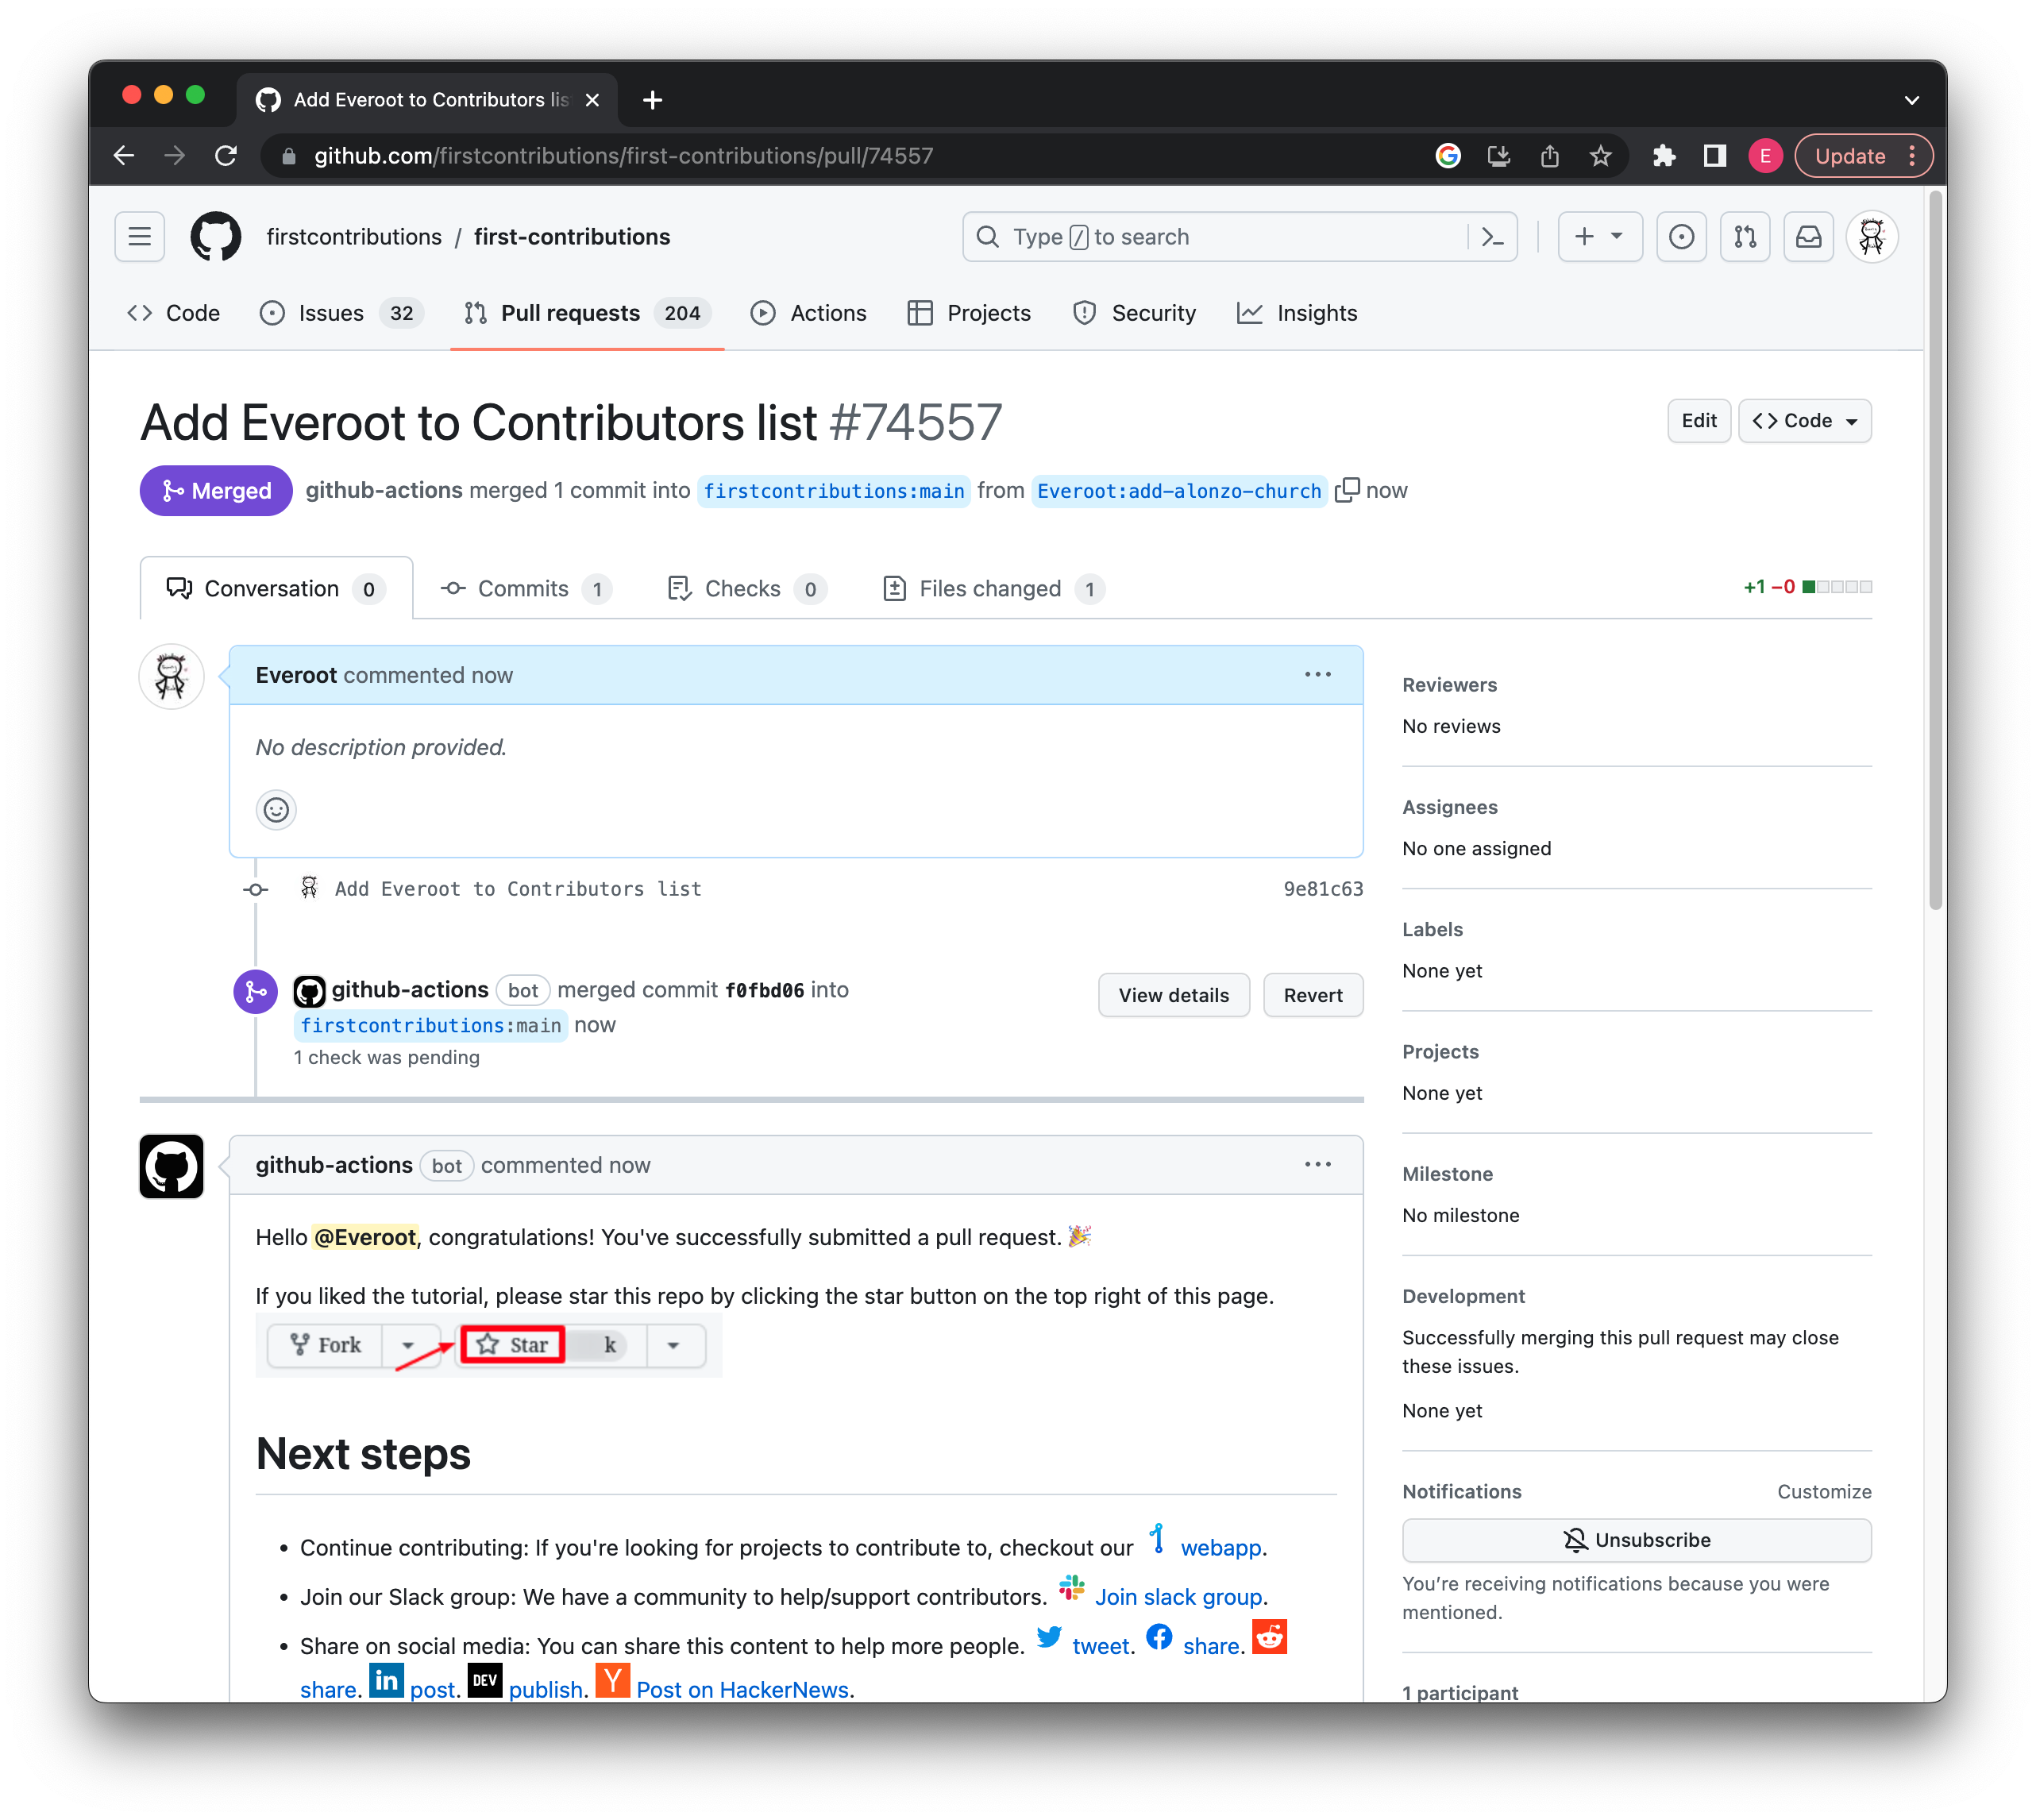 Add Everoot to Contributors lis
github.com/firstcontributions/first-contributions/pull/74557
E
Update
firstcontributions / first-contributions
Type / to search
Code
Issues 32
Pull requests 204
Actions
Projects
Security
Insights
Add Everoot to Contributors list #74557
Edit
<> Code
Merged
github-actions merged 1 commit into firstcontributions:main from Everoot:add-alonzo-church now
Conversation 0
Commits 1
Checks 0
Files changed 1
+1 −0
Everoot commented now
No description provided.
Add Everoot to Contributors list
9e81c63
github-actions bot merged commit f0fbd06 into
firstcontributions:main now
1 check was pending
View details
Revert
github-actions bot commented now
Hello @Everoot, congratulations! You've successfully submitted a pull request. 🎉
If you liked the tutorial, please star this repo by clicking the star button on the top right of this page.
Fork
Star
k
Next steps
• Continue contributing: If you're looking for projects to contribute to, checkout our webapp.
• Join our Slack group: We have a community to help/support contributors. Join slack group.
• Share on social media: You can share this content to help more people. tweet. share.
share. in post. DEV publish. Y Post on HackerNews.
Reviewers
No reviews
Assignees
No one assigned
Labels
None yet
Projects
None yet
Milestone
No milestone
Development
Successfully merging this pull request may close
these issues.
None yet
Notifications
Customize
Unsubscribe
You’re receiving notifications because you were
mentioned.
1 participant